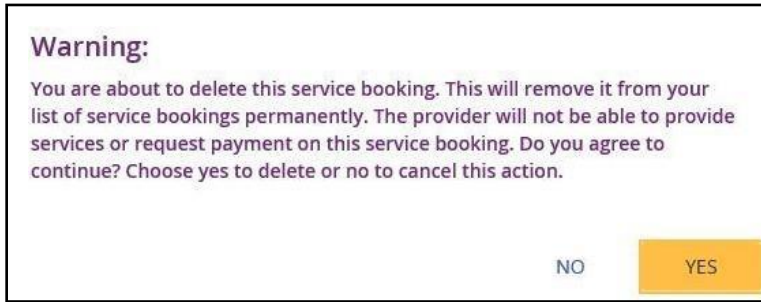 Warning:
You are about to delete this service booking. This will remove it from your
list of service bookings permanently. The provider will not be able to provide
services or request payment on this service booking. Do you agree to
continue? Choose yes to delete or no to cancel this action.
NO YES